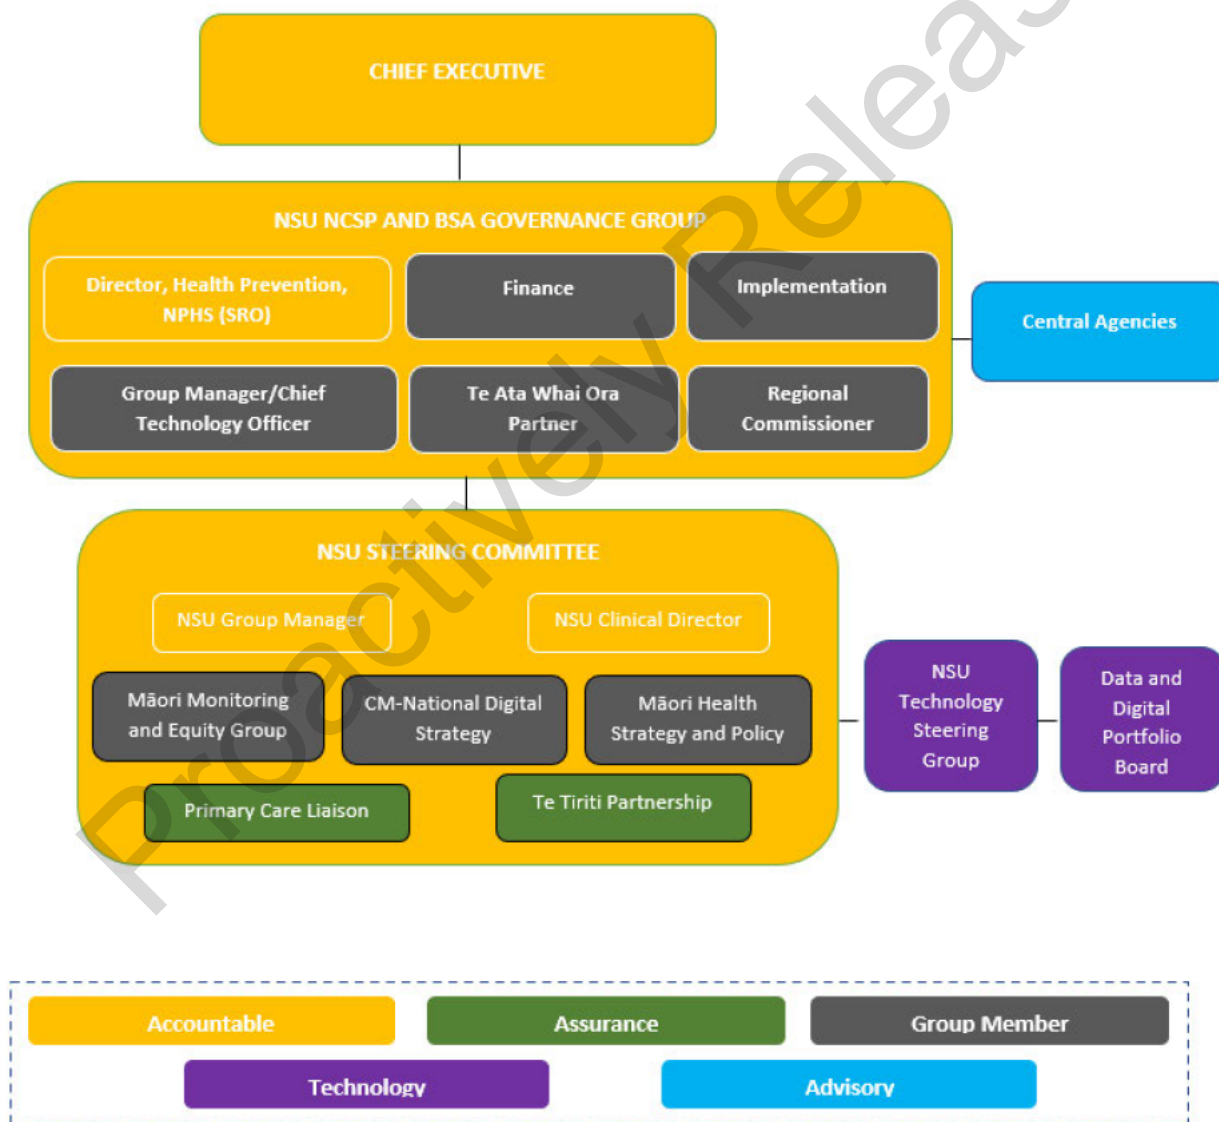 CHIEF EXECUTIVE
NSU NCSP AND BSA GOVERNANCE GROUP
Director, Health Prevention,
NPHS (SRO)
Finance
Implementation
Group Manager/Chief
Technology Officer
Te Ata Whai Ora
Partner
Regional
Commissioner
Central Agencies
NSU STEERING COMMITTEE
NSU Group Manager
NSU Clinical Director
Māori Monitoring
and Equity Group
CM-National Digital
Strategy
Māori Health
Strategy and Policy
Primary Care Liaison
Te Tiriti Partnership
NSU
Technology
Steering
Group
Data and
Digital
Portfolio
Board
Proactively Releas
Accountable
Assurance
Group Member
Technology
Advisory